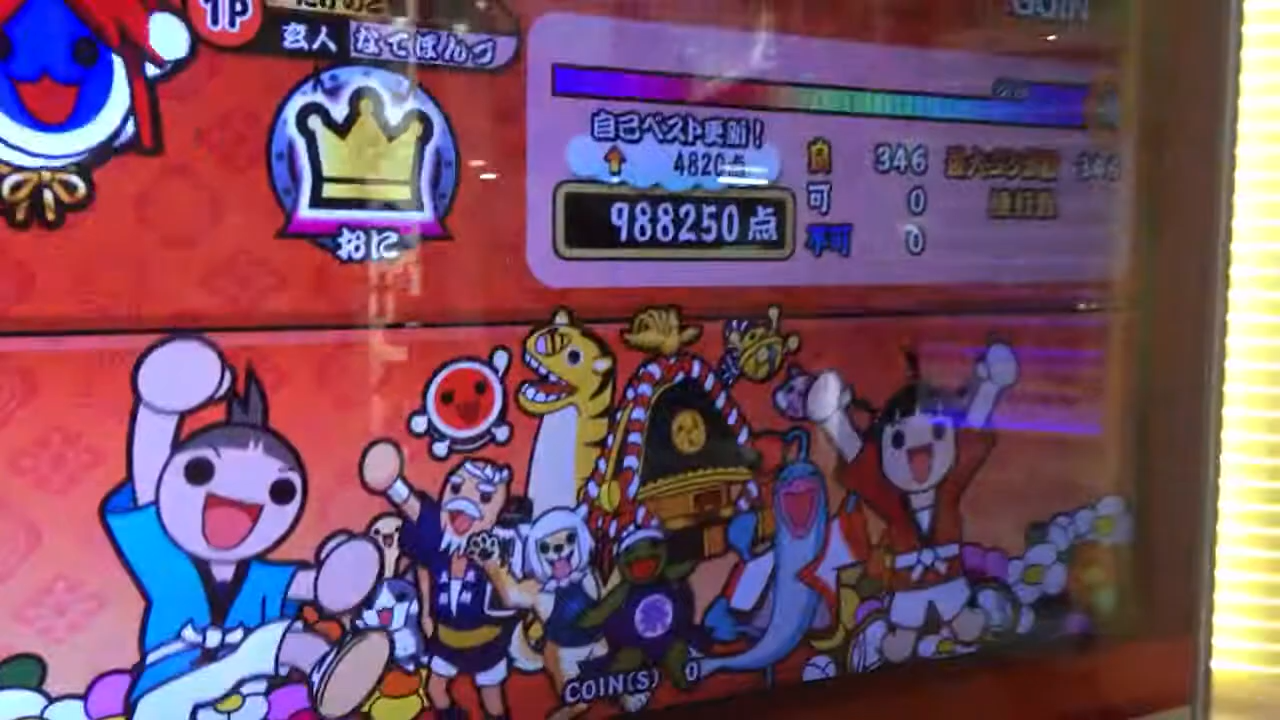 1P
玄人 なてぽんづ
おに
自己ベスト更新!
4820点
988250点
良 346
可 0
不可 0
346
COIN(S) 0